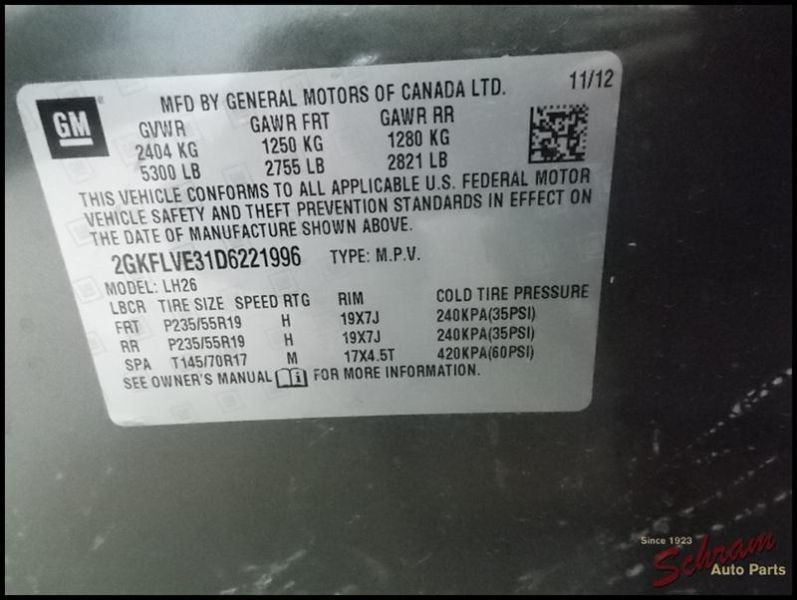 GM
MFD BY GENERAL MOTORS OF CANADA LTD. 11/12
GVWR GAWR FRT GAWR RR
2404 KG 1250 KG 1280 KG
5300 LB 2755 LB 2821 LB
THIS VEHICLE CONFORMS TO ALL APPLICABLE U.S. FEDERAL MOTOR
VEHICLE SAFETY AND THEFT PREVENTION STANDARDS IN EFFECT ON
THE DATE OF MANUFACTURE SHOWN ABOVE.
2GKFLVE31D6221996 TYPE: M.P.V.
MODEL: LH26
LBCR TIRE SIZE SPEED RTG RIM COLD TIRE PRESSURE
FRT P235/55R19 H 19X7J 240KPA(35PSI)
RR P235/55R19 H 19X7J 240KPA(35PSI)
SPA T145/70R17 M 17X4.5T 420KPA(60PSI)
SEE OWNER'S MANUAL FOR MORE INFORMATION.
Since 1923
Schram
Auto Parts